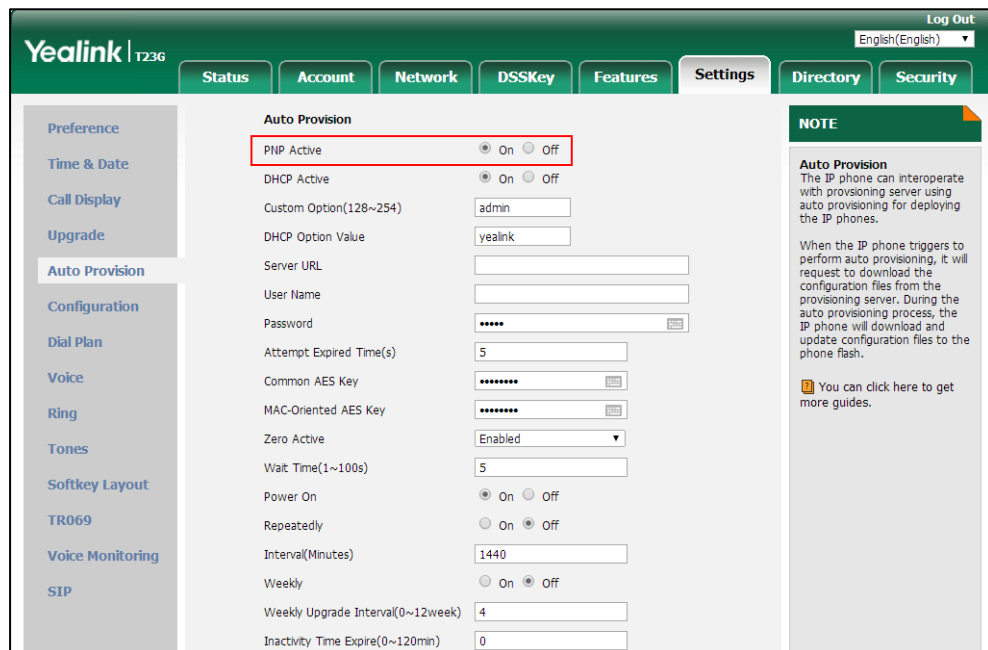 Log Out
Yealink | T23G
English(English)
Status Account Network DSSKey Features Settings Directory Security
Preference
Time & Date
Call Display
Upgrade
Auto Provision
Configuration
Dial Plan
Voice
Ring
Tones
Softkey Layout
TR069
Voice Monitoring
SIP
Auto Provision
PNP Active On Off
DHCP Active On Off
Custom Option(128~254) admin
DHCP Option Value yealink
Server URL
User Name
Password •••••
Attempt Expired Time(s) 5
Common AES Key ••••••••
MAC-Oriented AES Key ••••••••
Zero Active Enabled
Wait Time(1~100s) 5
Power On On Off
Repeatedly On Off
Interval(Minutes) 1440
Weekly On Off
Weekly Upgrade Interval(0~12week) 4
Inactivity Time Expire(0~120min) 0
NOTE
Auto Provision
The IP phone can interoperate
with provsioning server using
auto provisioning for deploying
the IP phones.
When the IP phone triggers to
perform auto provisioning, it will
request to download the
configuration files from the
provisioning server. During the
auto provisioning process, the
IP phone will download and
update configuration files to the
phone flash.
You can click here to get
more guides.